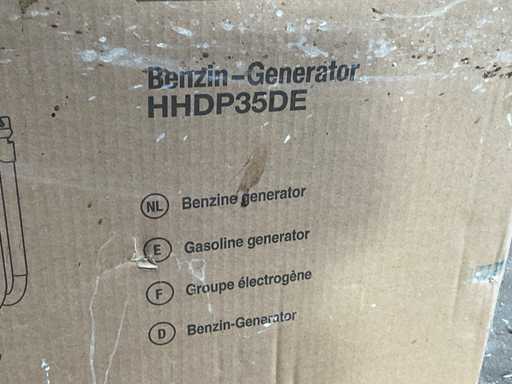 Benzin-Generator
HHDP35DE
NL Benzine generator
E Gasoline generator
F Groupe électrogène
D Benzin-Generator